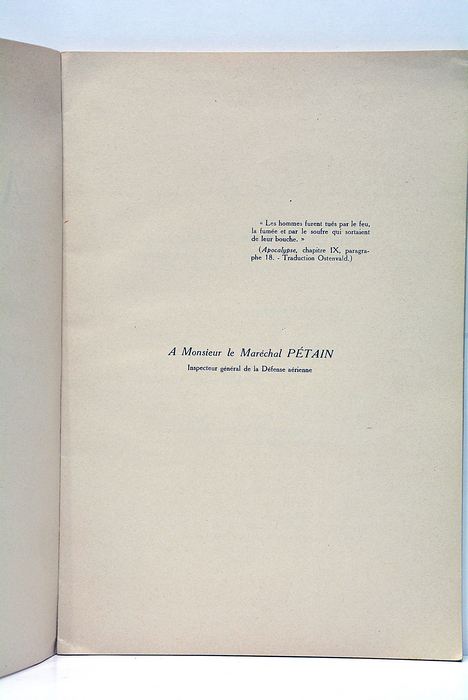 « Les hommes furent tués par le feu,
la fumée et par le soufre qui sortaient
de leur bouche. »
(Apocalypse, chapitre IX, paragra-
phe 18. - Traduction Ostenvald.)
A Monsieur le Maréchal PÉTAIN
Inspecteur général de la Défense aérienne